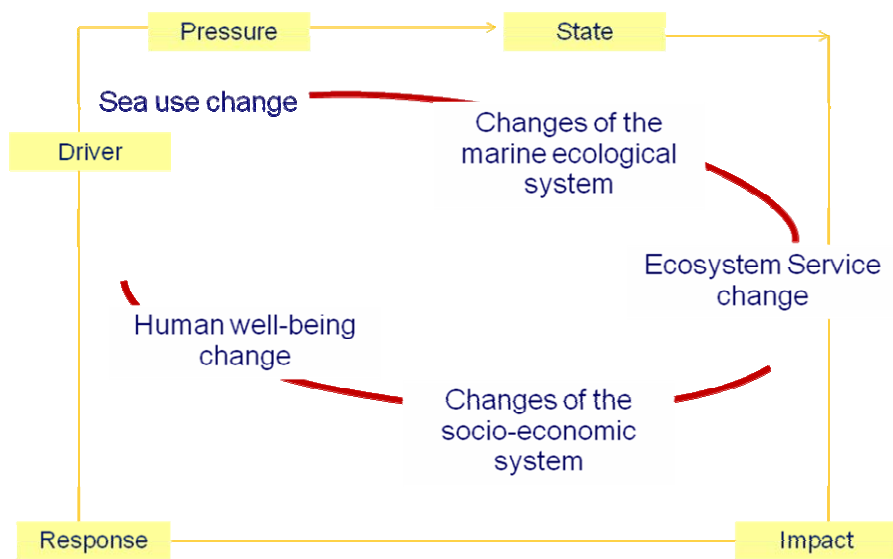 Pressure
State
Sea use change
Driver
Changes of the
marine ecological
system
Ecosystem Service
change
Human well-being
change
Changes of the
socio-economic
system
Response
Impact